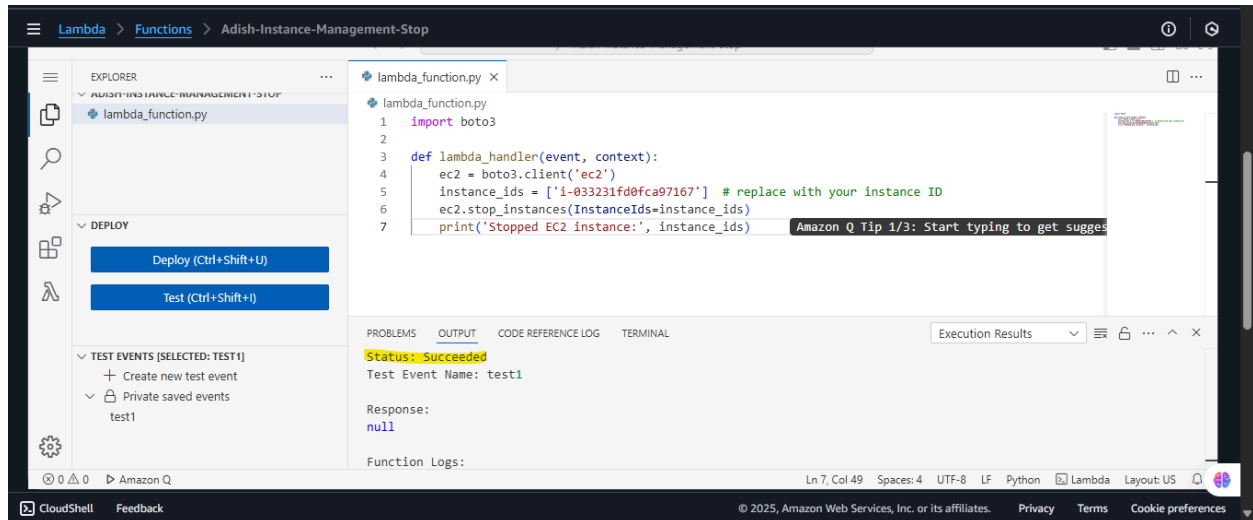 Lambda > Functions > Adish-Instance-Management-Stop
EXPLORER
ADISH-INSTANCE-MANAGEMENT-STOP
lambda_function.py
DEPLOY
Deploy (Ctrl+Shift+U)
Test (Ctrl+Shift+I)
TEST EVENTS [SELECTED: TEST1]
+ Create new test event
Private saved events
test1
lambda_function.py
lambda_function.py
1 import boto3
2
3 def lambda_handler(event, context):
4 ec2 = boto3.client('ec2')
5 instance_ids = ['i-033231fd0fca97167'] # replace with your instance ID
6 ec2.stop_instances(InstanceIds=instance_ids)
7 print('Stopped EC2 instance:', instance_ids) Amazon Q Tip 1/3: Start typing to get sugges
PROBLEMS OUTPUT CODE REFERENCE LOG TERMINAL Execution Results
Status: Succeeded
Test Event Name: test1
Response:
null
Function Logs:
0 0 Amazon Q Ln 7, Col 49 Spaces: 4 UTF-8 LF Python Lambda Layout: US
CloudShell Feedback © 2025, Amazon Web Services, Inc. or its affiliates. Privacy Terms Cookie preferences